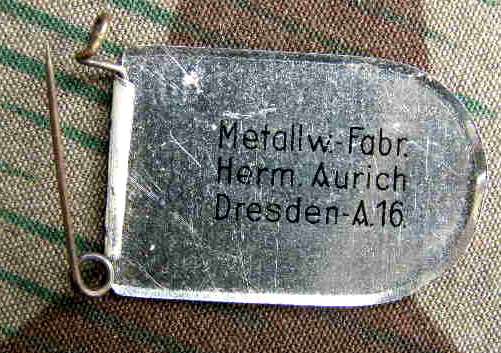 Metallw.-Fabr.
Herm. Aurich
Dresden-A.16.